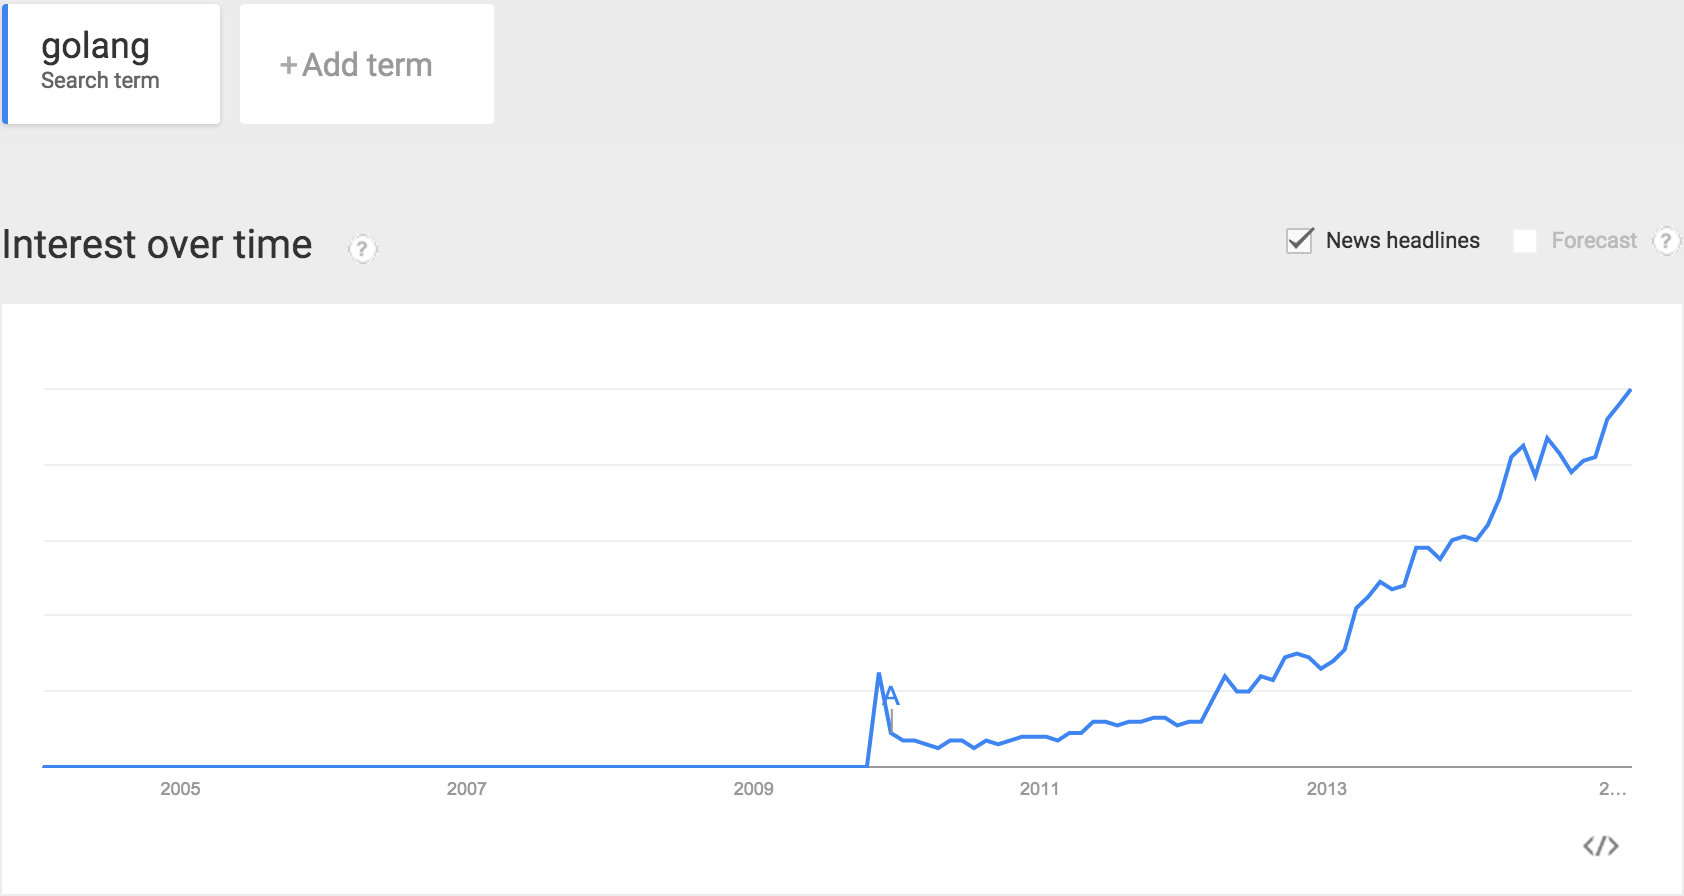 golang
Search term
+Add term
Interest over time
?
News headlines
Forecast
?
A
2005
2007
2009
2011
2013
2...
</>